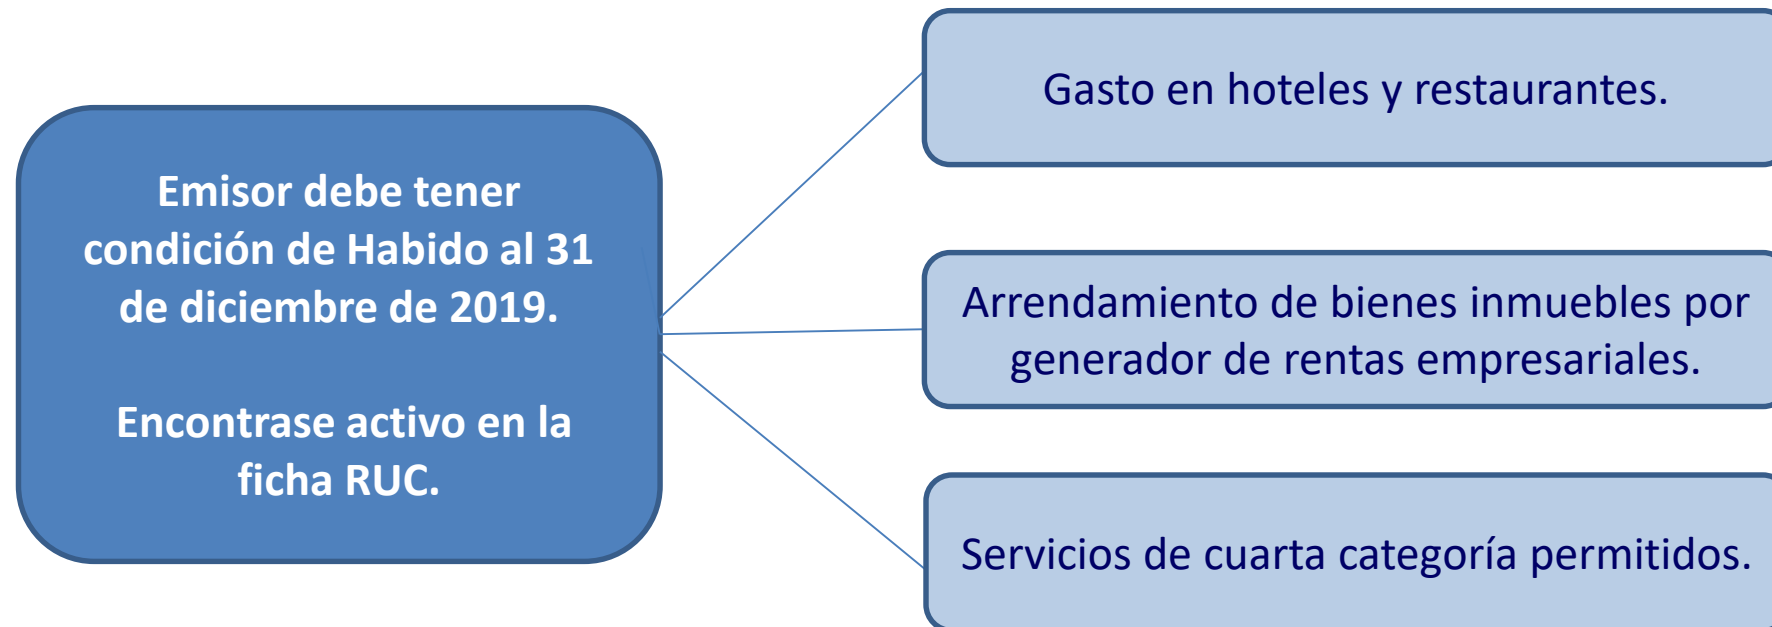 Emisor debe tener
condición de Habido al 31
de diciembre de 2019.
Encontrase activo en la
ficha RUC.
Gasto en hoteles y restaurantes.
Arrendamiento de bienes inmuebles por
generador de rentas empresariales.
Servicios de cuarta categoría permitidos.